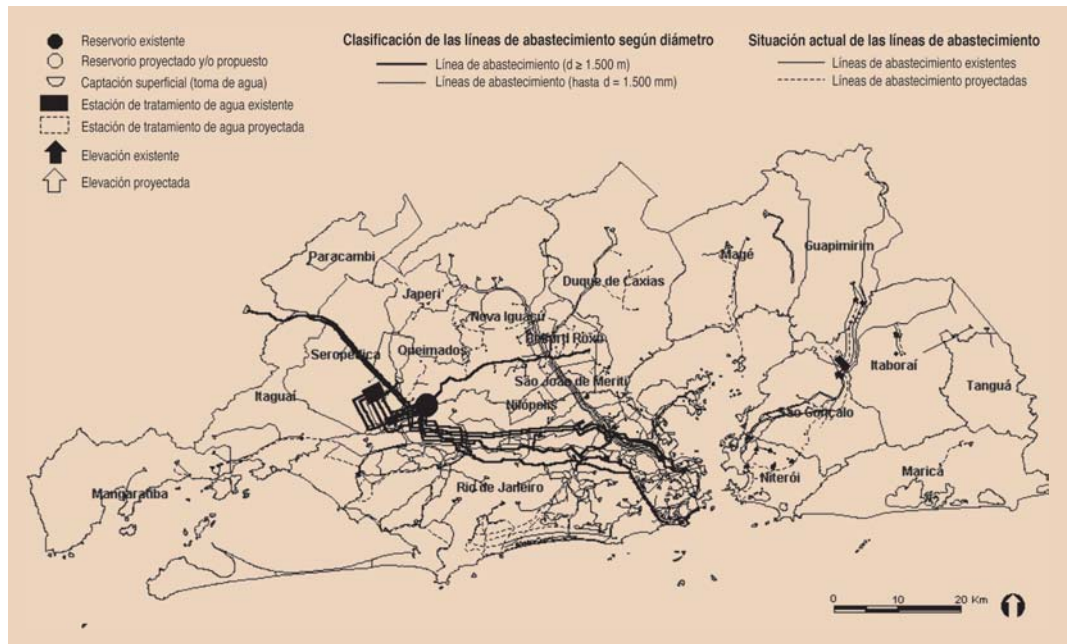 Reservorio existente
Reservorio proyectado y/o propuesto
Captación superficial (toma de agua)
Estación de tratamiento de agua existente
Estación de tratamiento de agua proyectada
Elevación existente
Elevación proyectada
Clasificación de las líneas de abastecimiento según diámetro
Línea de abastecimiento (d ≥ 1.500 m)
Líneas de abastecimiento (hasta d = 1.500 mm)
Situación actual de las líneas de abastecimiento
Líneas de abastecimiento existentes
Líneas de abastecimiento proyectadas
Paracambi
Japeri
Duque de Caxias
Magé
Guapimirim
Nova Iguaçu
Belford Roxo
Seropédica
Queimados
São João de Meriti
Itaboraí
Tanguá
Itaguaí
Nilópolis
São Gonçalo
Mangaratiba
Rio de Janeiro
Niterói
Maricá
0 10 20 Km